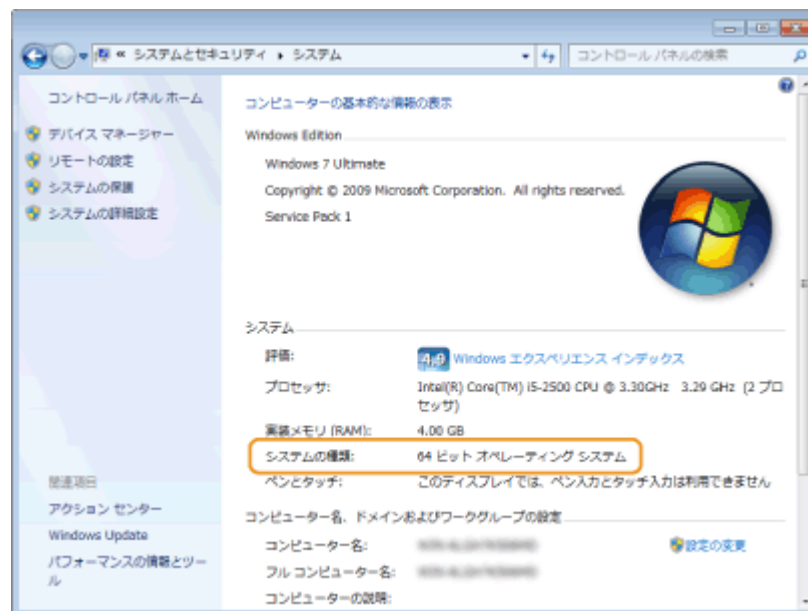 « システムとセキュリティ › システム
コントロール パネルの検索
コントロール パネル ホーム
デバイス マネージャー
リモートの設定
システムの保護
システムの詳細設定
コンピューターの基本的な情報の表示
Windows Edition
Windows 7 Ultimate
Copyright © 2009 Microsoft Corporation. All rights reserved.
Service Pack 1
システム
評価:
4.9 Windows エクスペリエンス インデックス
プロセッサ:
Intel(R) Core(TM) i5-2500 CPU @ 3.30GHz 3.29 GHz (2 プロ
セッサ)
実装メモリ (RAM):
4.00 GB
システムの種類:
64 ビット オペレーティング システム
ペンとタッチ:
このディスプレイでは、ペン入力とタッチ入力は利用できません
コンピューター名、ドメインおよびワークグループの設定
コンピューター名:
設定の変更
フル コンピューター名:
コンピューターの説明:
関連項目
アクション センター
Windows Update
パフォーマンスの情報とツー
ル